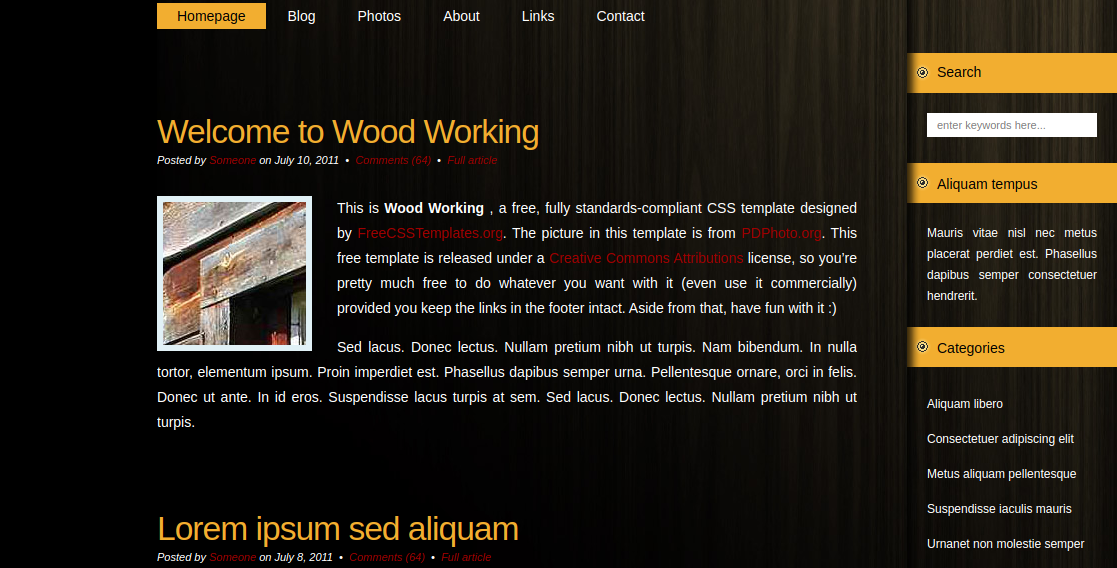 Homepage Blog Photos About Links Contact
Welcome to Wood Working
Posted by Someone on July 10, 2011 • Comments (64) • Full article
This is Wood Working , a free, fully standards-compliant CSS template designed
by FreeCSSTemplates.org. The picture in this template is from PDPhoto.org. This
free template is released under a Creative Commons Attributions license, so you're
pretty much free to do whatever you want with it (even use it commercially)
provided you keep the links in the footer intact. Aside from that, have fun with it :)
Sed lacus. Donec lectus. Nullam pretium nibh ut turpis. Nam bibendum. In nulla
tortor, elementum ipsum. Proin imperdiet est. Phasellus dapibus semper urna. Pellentesque ornare, orci in felis.
Donec ut ante. In id eros. Suspendisse lacus turpis at sem. Sed lacus. Donec lectus. Nullam pretium nibh ut
turpis.
Lorem ipsum sed aliquam
Posted by Someone on July 8, 2011 • Comments (64) • Full article
Search
enter keywords here...
Aliquam tempus
Mauris vitae nisl nec metus
placerat perdiet est. Phasellus
dapibus semper consectetuer
hendrerit.
Categories
Aliquam libero
Consectetuer adipiscing elit
Metus aliquam pellentesque
Suspendisse iaculis mauris
Urnanet non molestie semper